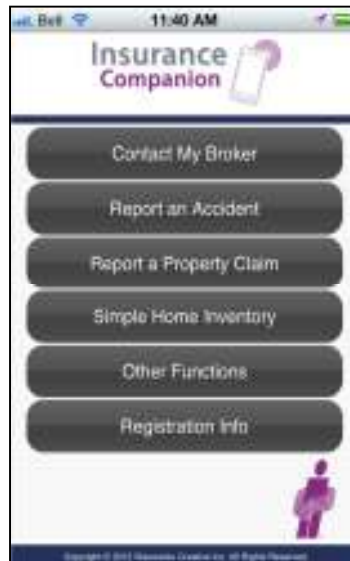 Bell 11:40 AM
Insurance
Companion
Contact My Broker
Report an Accident
Report a Property Claim
Simple Home Inventory
Other Functions
Registration Info